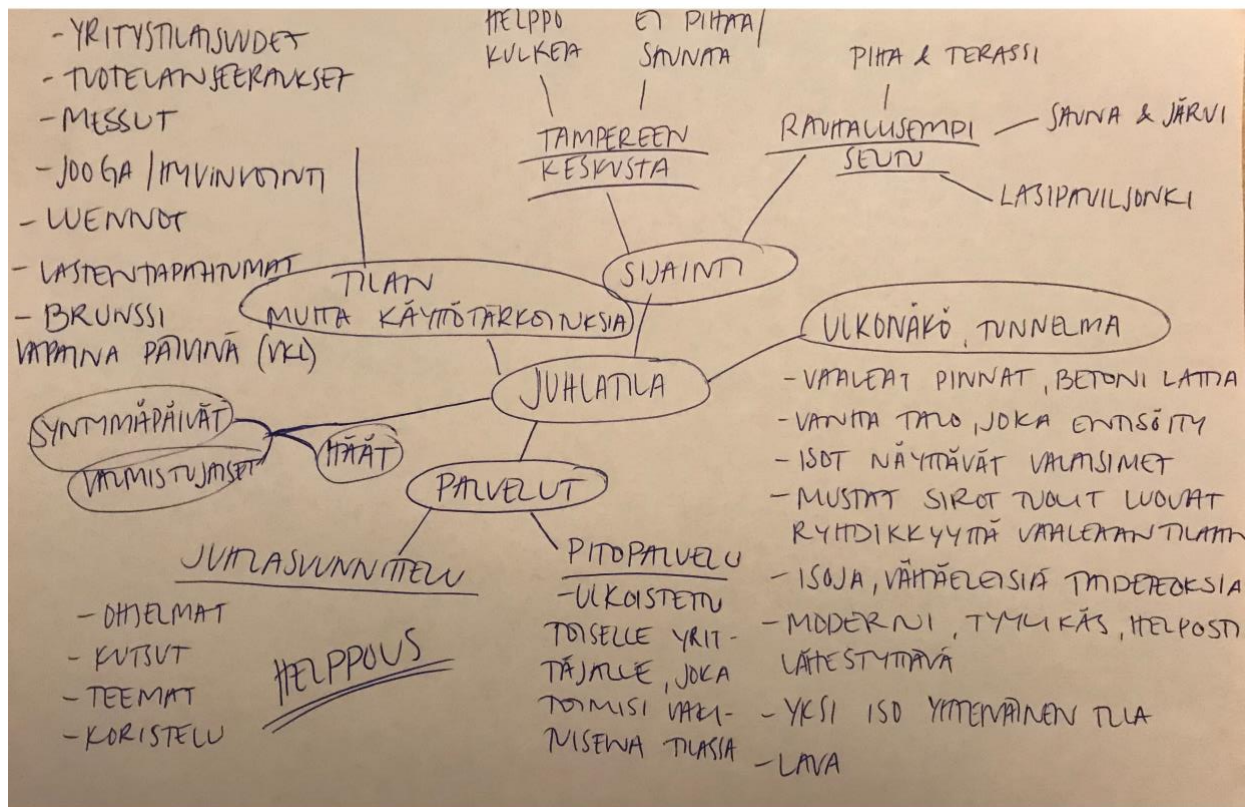 - YRITYSTILAISUUDET
- TUOTELANSEERAUKSET
- MESSUT
- JOOGA / HYVINVOINTI
- LUENNOT
- LASTENTAPAHTUMAT
- BRUNSSI
VAPAINA PÄIVINÄ (VKL)
TILAN
MUITA KÄYTTÖTARKOITUKSIA
HELPPO
KULKEA
EI PIHAA/
SAUNAA
TAMPEREEN
KESKUSTA
PIHA & TERASSI
RAUHALLISEMPI
SEUTU
SAUNA & JÄRVI
LASIPAVILJONKI
SIJAINTI
JUHLATILA
SYNTYMÄPÄIVÄT
VALMISTUJAISET
HÄÄT
PALVELUT
JUHLASUUNNITTELU
- OHJELMAT
- KUTSUT
- TEEMAT
- KORISTELU
HELPPOUS
PITOPALVELU
- ULKOISTETTU
TOISELLE YRIT-
TÄJÄLLE, JOKA
TOIMISI VAKI-
TUISENA TILASSA
ULKONÄKÖ, TUNNELMA
- VAALEAT PINNAT, BETONI LATTIA
- VANHA TALO, JOKA ENTISÖITY
- ISOT NÄYTTÄVÄT VALAISIMET
- MUSTAT SIROT TUOLIT LUOVAT
RYHDIKKYYTTÄ VAALEAAN TILAAN
- ISOJA, VÄHÄELEISIÄ TAIDETEOKSIA
- MODERNI, TYYLIKÄS, HELPOSTI
LÄHESTYTTÄVÄ
- YKSI ISO YHTENÄINEN TILA
- LAVA